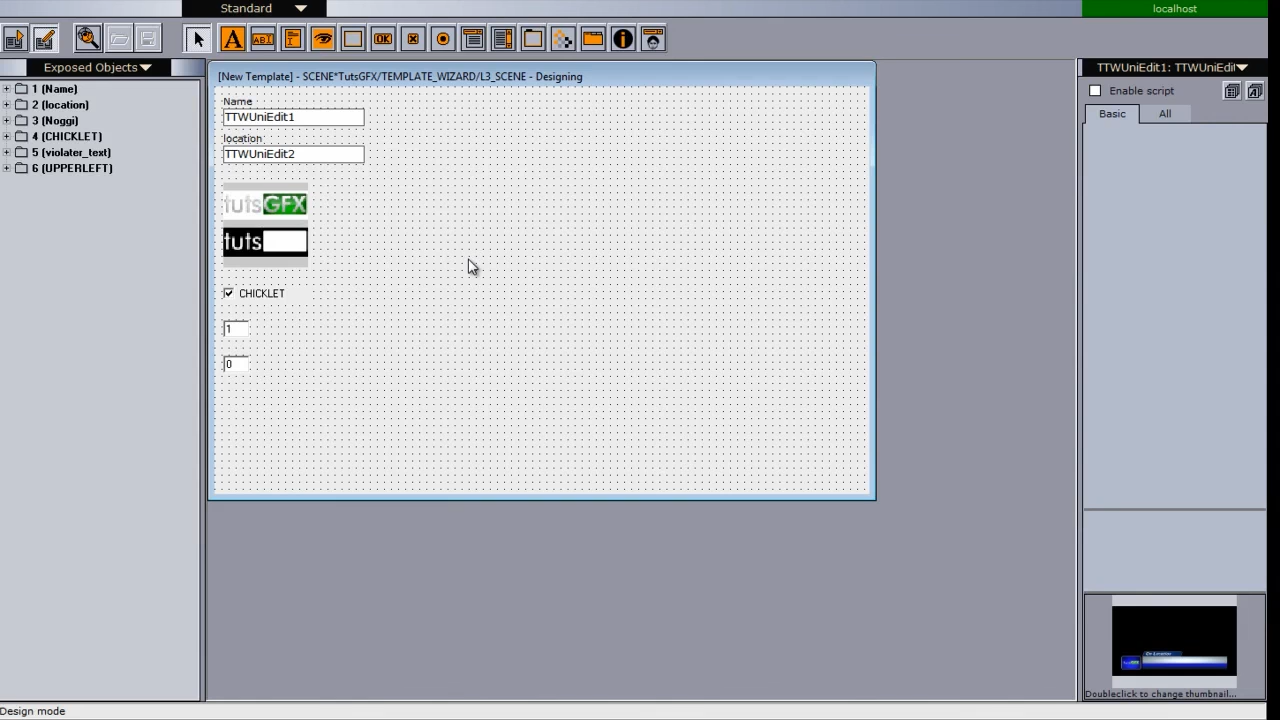 Standard
localhost
A
ABI
OK
Exposed Objects
[New Template] - SCENE*TutsGFX/TEMPLATE_WIZARD/L3_SCENE - Designing
TTWUniEdit1: TTWUniEdit
1 (Name)
2 (location)
3 (Noggi)
4 (CHICKLET)
5 (violater_text)
6 (UPPERLEFT)
Name
TTWUniEdit1
location
TTWUniEdit2
tutsGFX
tuts
CHICKLET
1
0
Enable script
Basic
All
Doubleclick to change thumbnail...
Design mode